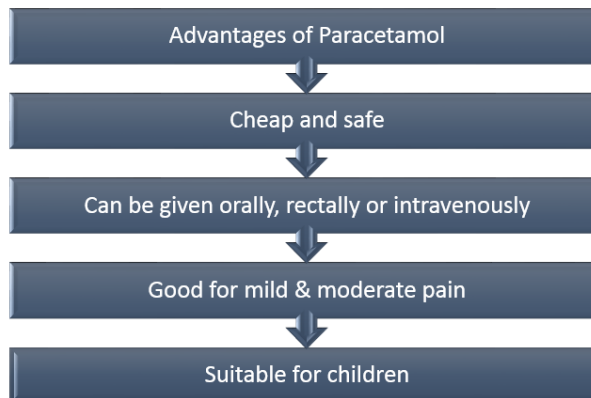 Advantages of Paracetamol
Cheap and safe
Can be given orally, rectally or intravenously
Good for mild & moderate pain
Suitable for children